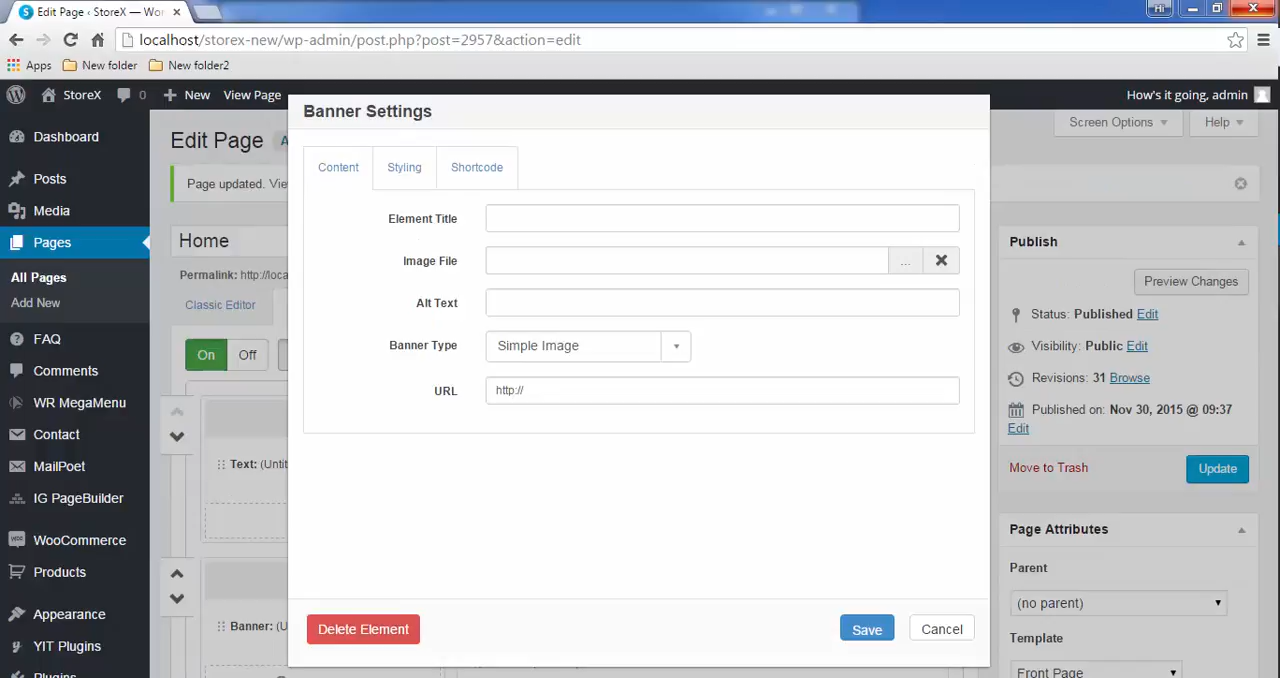 Edit Page ‹ StoreX — Wor
Hi
localhost/storex-new/wp-admin/post.php?post=2957&action=edit
Apps New folder New folder2
StoreX 0 New View Page How's it going, admin
Banner Settings
Dashboard
Posts
Media
Pages
All Pages
Add New
FAQ
Comments
WR MegaMenu
Contact
MailPoet
IG PageBuilder
WooCommerce
Products
Appearance
YIT Plugins
Plugins
Edit Page
Screen Options Help
Page updated.
Home
Permalink: http://loca
Classic Editor
On Off
Text:
Banner:
Content Styling Shortcode
Element Title
Image File ...
Alt Text
Banner Type Simple Image
URL http://
Delete Element Save Cancel
Publish
Preview Changes
Status: Published Edit
Visibility: Public Edit
Revisions: 31 Browse
Published on: Nov 30, 2015 @ 09:37
Edit
Move to Trash Update
Page Attributes
Parent
(no parent)
Template
Front Page